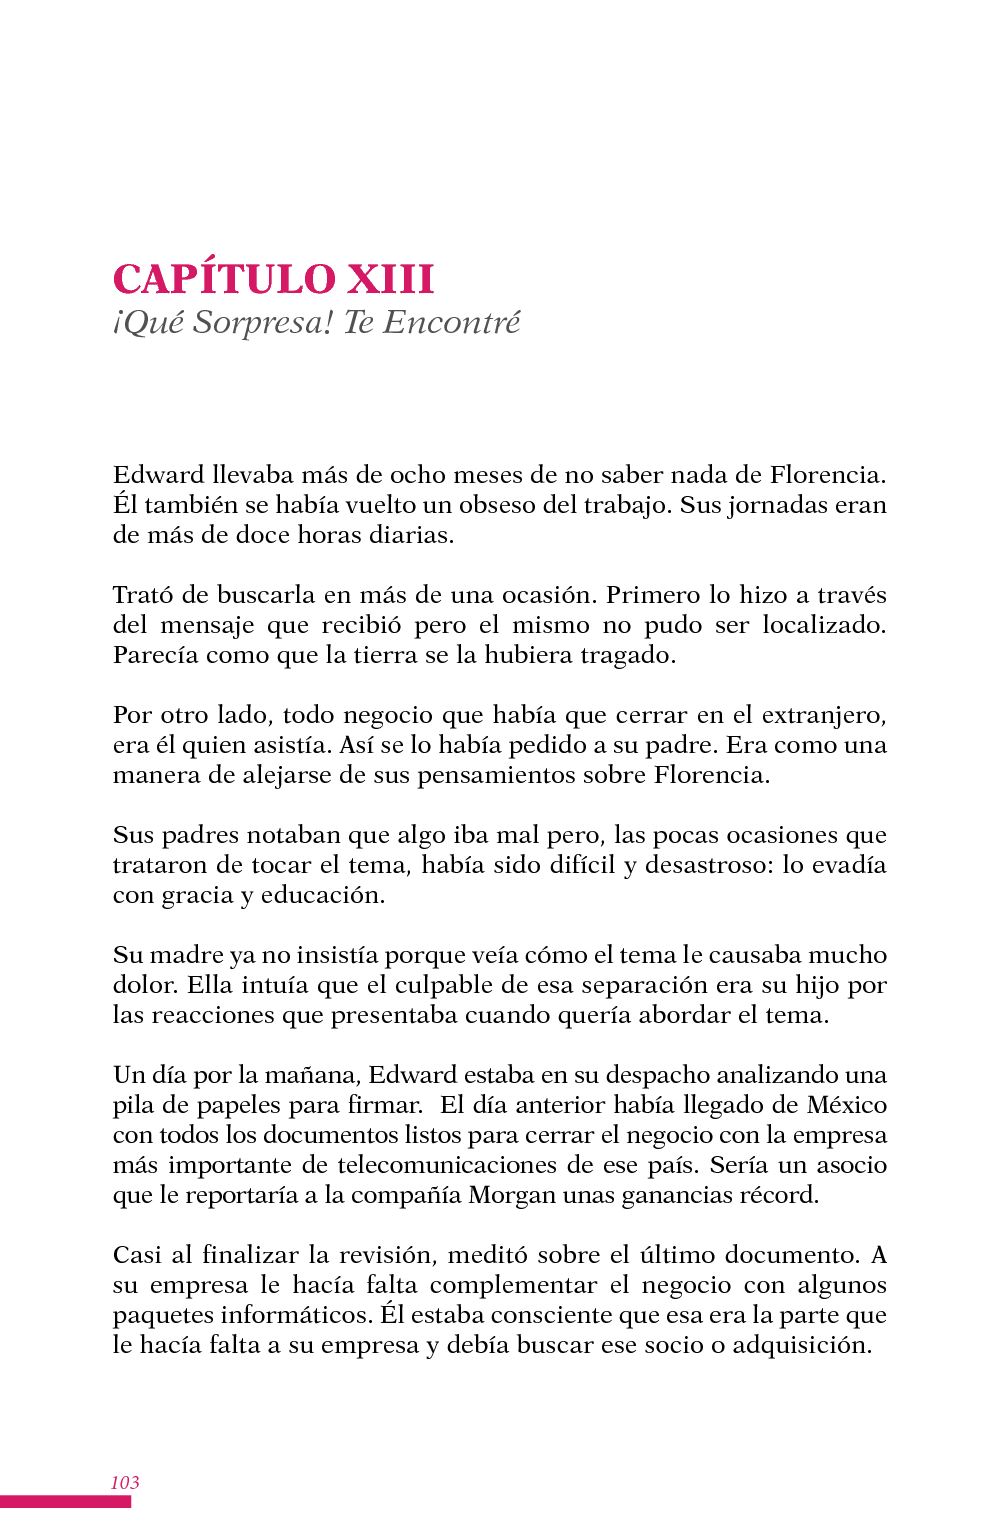 CAPÍTULO XIII
¡Qué Sorpresa! Te Encontré
Edward llevaba más de ocho meses de no saber nada de Florencia.
Él también se había vuelto un obseso del trabajo. Sus jornadas eran
de más de doce horas diarias.
Trató de buscarla en más de una ocasión. Primero lo hizo a través
del mensaje que recibió pero el mismo no pudo ser localizado.
Parecía como que la tierra se la hubiera tragado.
Por otro lado, todo negocio que había que cerrar en el extranjero,
era él quien asistía. Así se lo había pedido a su padre. Era como una
manera de alejarse de sus pensamientos sobre Florencia.
Sus padres notaban que algo iba mal pero, las pocas ocasiones que
trataron de tocar el tema, había sido difícil y desastroso: lo evadía
con gracia y educación.
Su madre ya no insistía porque veía cómo el tema le causaba mucho
dolor. Ella intuía que el culpable de esa separación era su hijo por
las reacciones que presentaba cuando quería abordar el tema.
Un día por la mañana, Edward estaba en su despacho analizando una
pila de papeles para firmar.  El día anterior había llegado de México
con todos los documentos listos para cerrar el negocio con la empresa
más importante de telecomunicaciones de ese país. Sería un asocio
que le reportaría a la compañía Morgan unas ganancias récord.
Casi al finalizar la revisión, meditó sobre el último documento. A
su empresa le hacía falta complementar el negocio con algunos
paquetes informáticos. Él estaba consciente que esa era la parte que
le hacía falta a su empresa y debía buscar ese socio o adquisición.
103